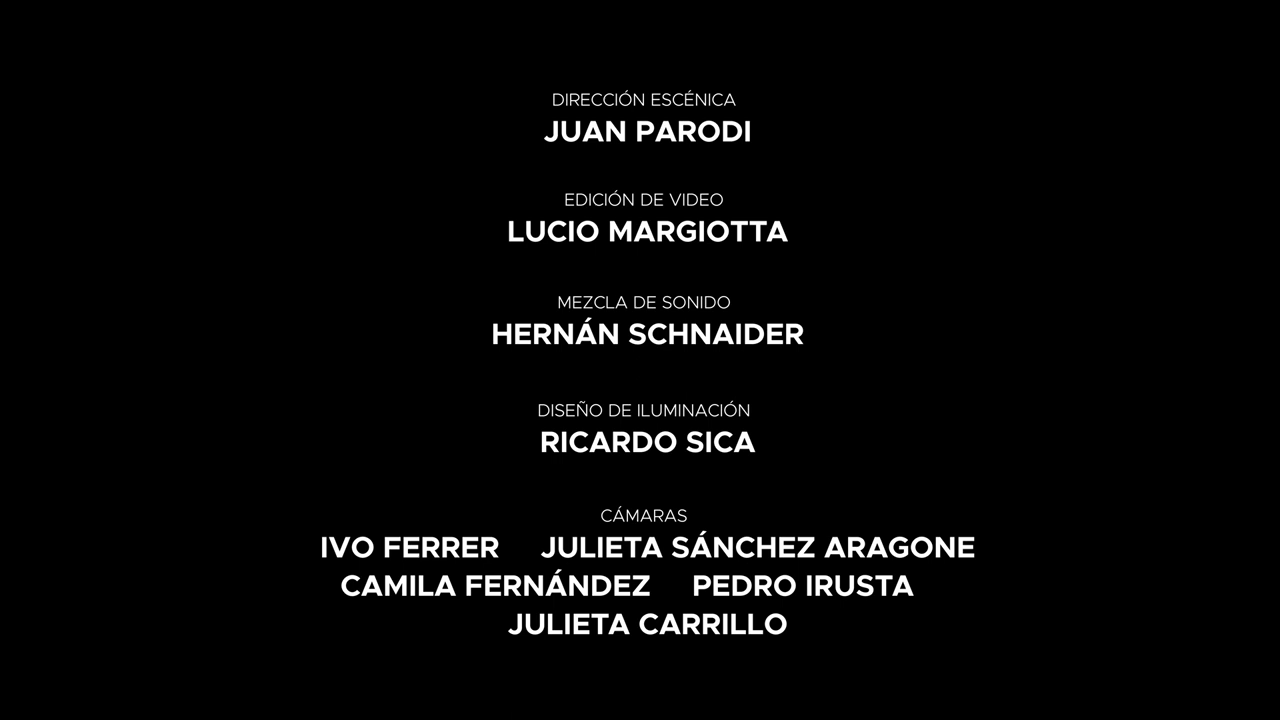 DIRECCIÓN ESCÉNICA
JUAN PARODI
EDICIÓN DE VIDEO
LUCIO MARGIOTTA
MEZCLA DE SONIDO
HERNÁN SCHNAIDER
DISEÑO DE ILUMINACIÓN
RICARDO SICA
CÁMARAS
IVO FERRER JULIETA SÁNCHEZ ARAGONE
CAMILA FERNÁNDEZ PEDRO IRUSTA
JULIETA CARRILLO